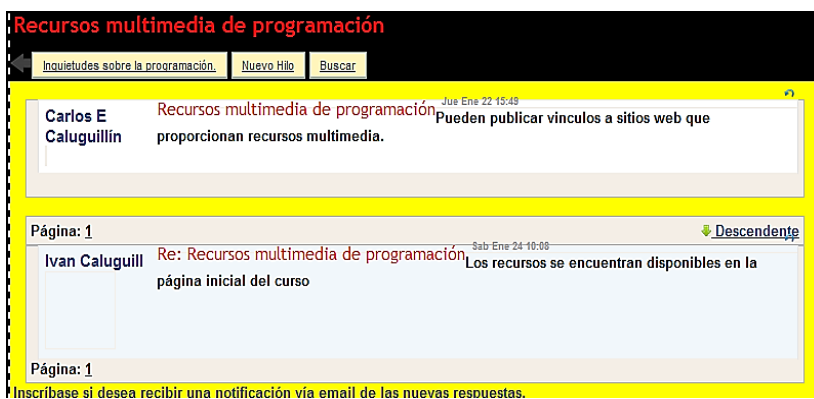 Recursos multimedia de programación
Inquietudes sobre la programación. Nuevo Hilo Buscar
Carlos E Caluguillín
Recursos multimedia de programación Jue Ene 22 15:49
Pueden publicar vinculos a sitios web que
proporcionan recursos multimedia.
Página: 1 Descendente
Ivan Caluguill
Re: Recursos multimedia de programación Sab Ene 24 10:08
Los recursos se encuentran disponibles en la
página inicial del curso
Página: 1
Inscríbase si desea recibir una notificación vía email de las nuevas respuestas.